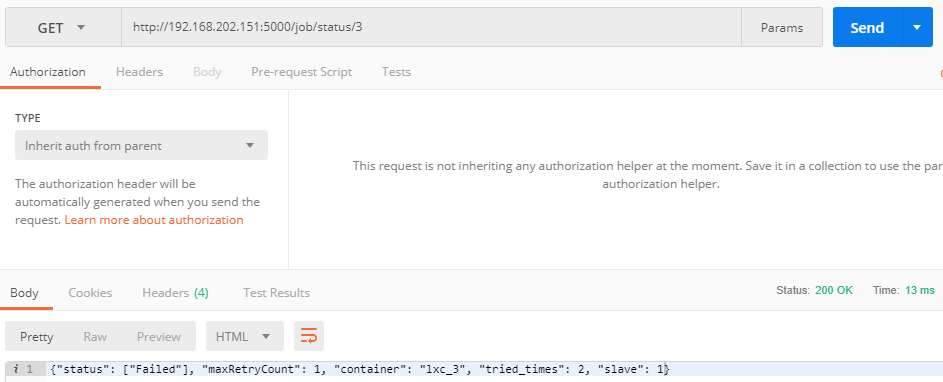 GET http://192.168.202.151:5000/job/status/3 Params Send
Authorization Headers Body Pre-request Script Tests
TYPE
Inherit auth from parent
The authorization header will be
automatically generated when you send the
request. Learn more about authorization
This request is not inheriting any authorization helper at the moment. Save it in a collection to use the par
authorization helper.
Body Cookies Headers (4) Test Results Status: 200 OK Time: 13 ms
Pretty Raw Preview HTML
i 1 {"status": ["Failed"], "maxRetryCount": 1, "container": "lxc_3", "tried_times": 2, "slave": 1}